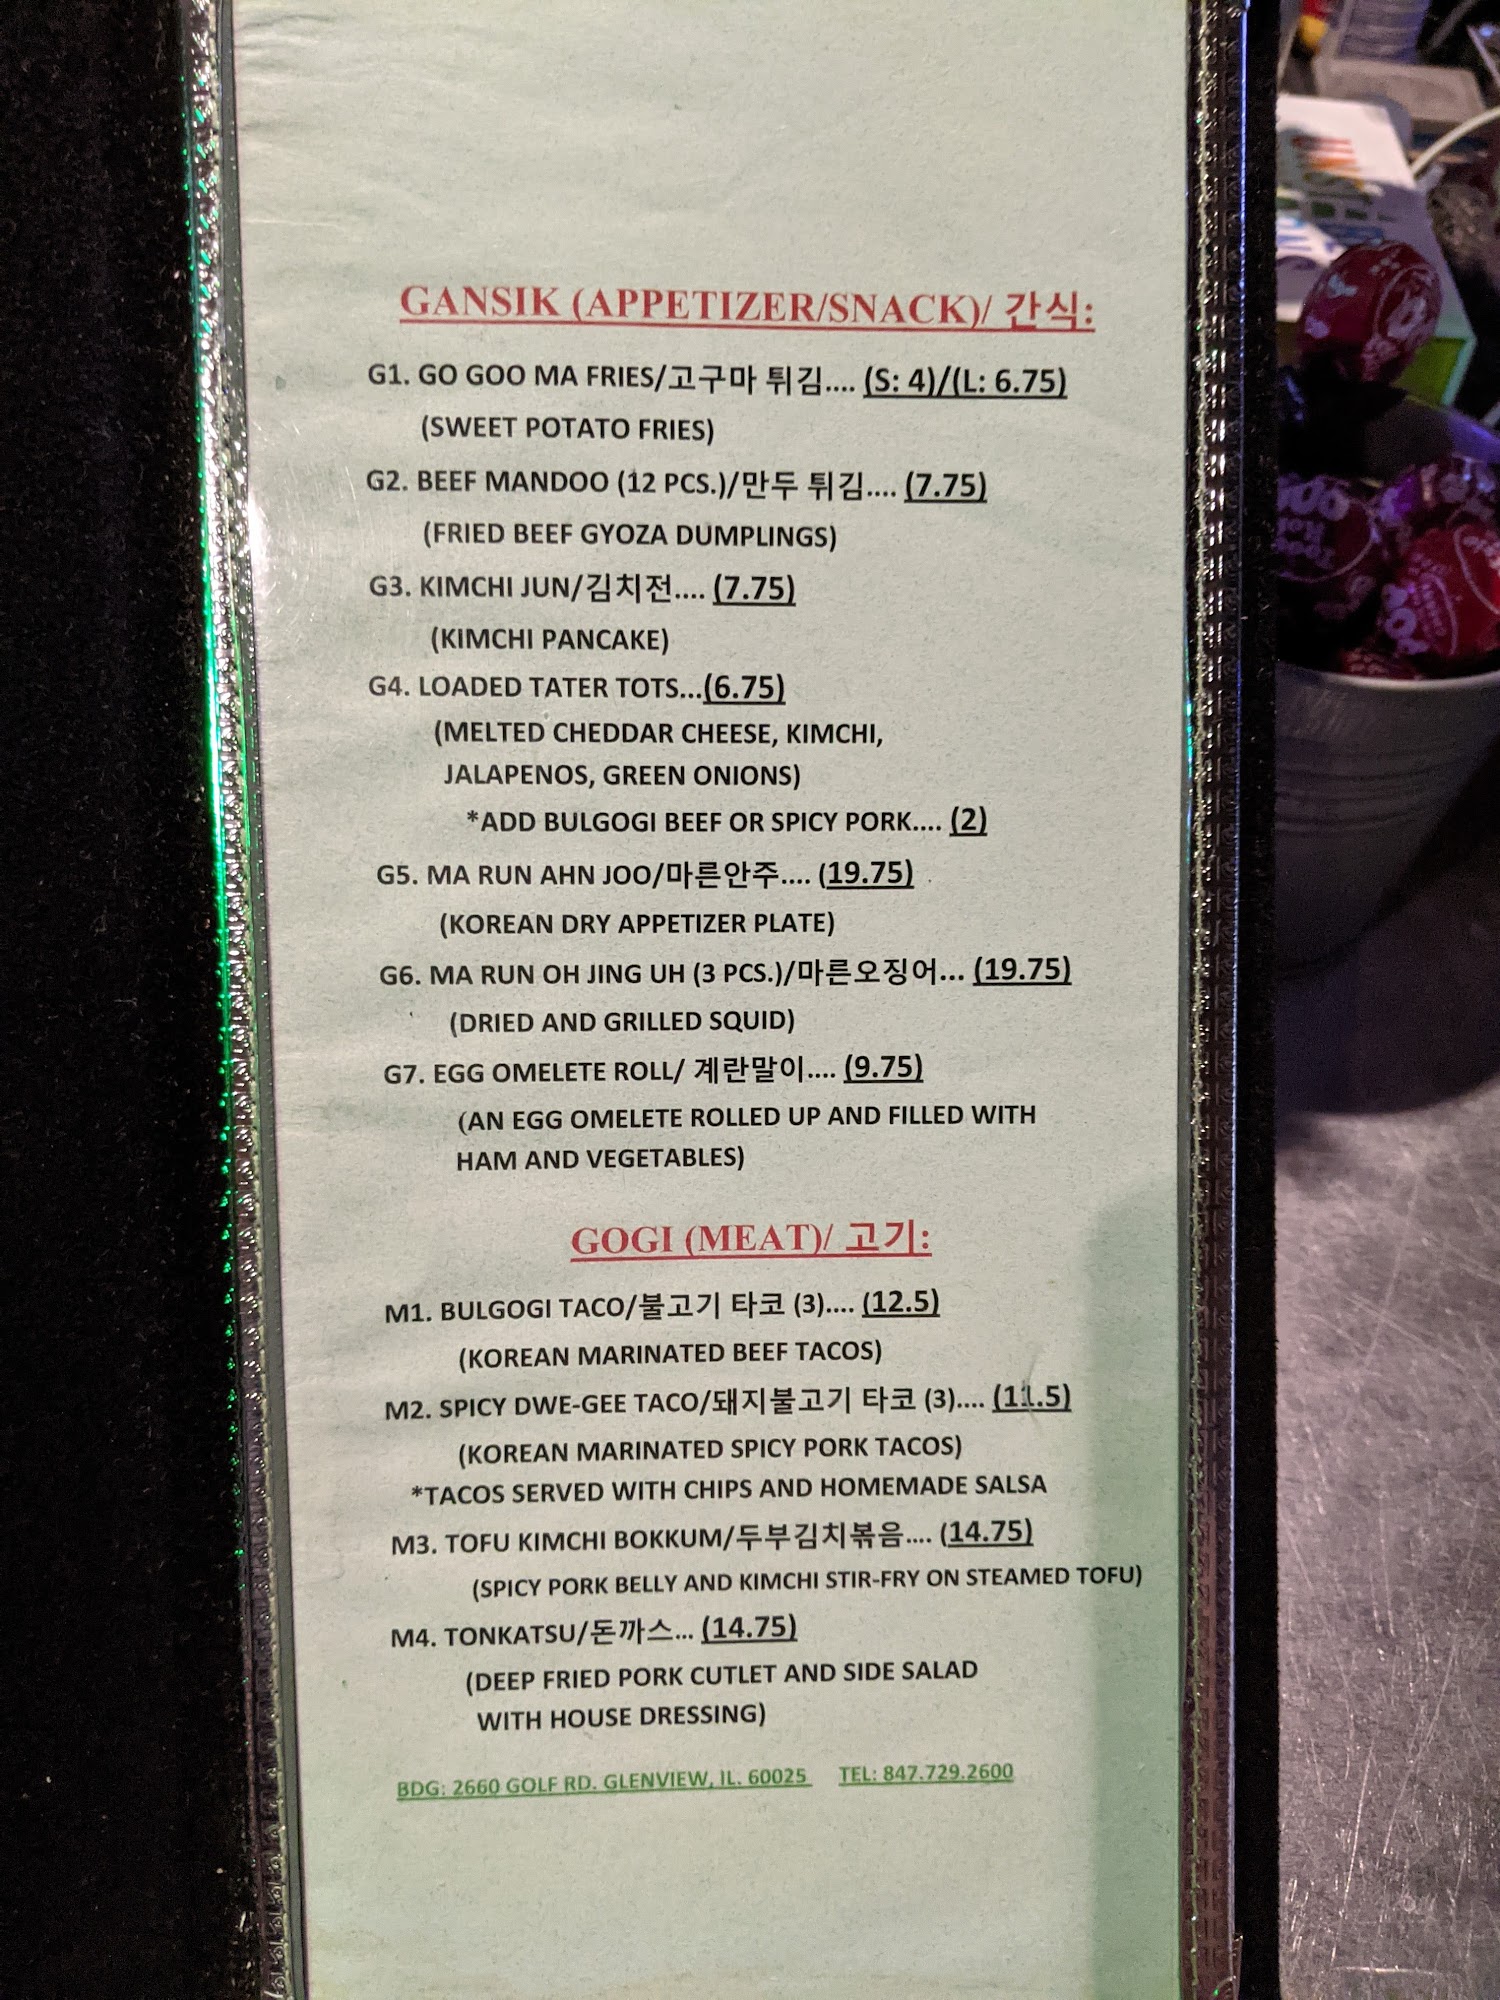 GANSIK (APPETIZER/SNACK)/ 간식:
G1. GO GOO MA FRIES/고구마 튀김.... (S: 4)/(L: 6.75)
(SWEET POTATO FRIES)
G2. BEEF MANDOO (12 PCS.)/만두 튀김.... (7.75)
(FRIED BEEF GYOZA DUMPLINGS)
G3. KIMCHI JUN/김치전.... (7.75)
(KIMCHI PANCAKE)
G4. LOADED TATER TOTS...(6.75)
(MELTED CHEDDAR CHEESE, KIMCHI,
JALAPENOS, GREEN ONIONS)
*ADD BULGOGI BEEF OR SPICY PORK.... (2)
G5. MA RUN AHN JOO/마른안주.... (19.75)
(KOREAN DRY APPETIZER PLATE)
G6. MA RUN OH JING UH (3 PCS.)/마른오징어... (19.75)
(DRIED AND GRILLED SQUID)
G7. EGG OMELETE ROLL/ 계란말이.... (9.75)
(AN EGG OMELETE ROLLED UP AND FILLED WITH
HAM AND VEGETABLES)
GOGI (MEAT)/ 고기:
M1. BULGOGI TACO/불고기 타코 (3).... (12.5)
(KOREAN MARINATED BEEF TACOS)
M2. SPICY DWE-GEE TACO/돼지불고기 타코 (3).... (11.5)
(KOREAN MARINATED SPICY PORK TACOS)
*TACOS SERVED WITH CHIPS AND HOMEMADE SALSA
M3. TOFU KIMCHI BOKKUM/두부김치볶음.... (14.75)
(SPICY PORK BELLY AND KIMCHI STIR-FRY ON STEAMED TOFU)
M4. TONKATSU/돈까스... (14.75)
(DEEP FRIED PORK CUTLET AND SIDE SALAD
WITH HOUSE DRESSING)
BDG: 2660 GOLF RD. GLENVIEW, IL. 60025 TEL: 847.729.2600